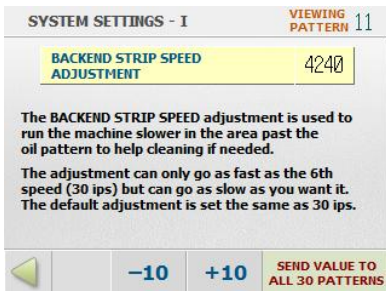 SYSTEM SETTINGS - I
VIEWING
PATTERN 11
BACKEND STRIP SPEED
ADJUSTMENT
4240
The BACKEND STRIP SPEED adjustment is used to
run the machine slower in the area past the
oil pattern to help cleaning if needed.
The adjustment can only go as fast as the 6th
speed (30 ips) but can go as slow as you want it.
The default adjustment is set the same as 30 ips.
−10
+10
SEND VALUE TO
ALL 30 PATTERNS